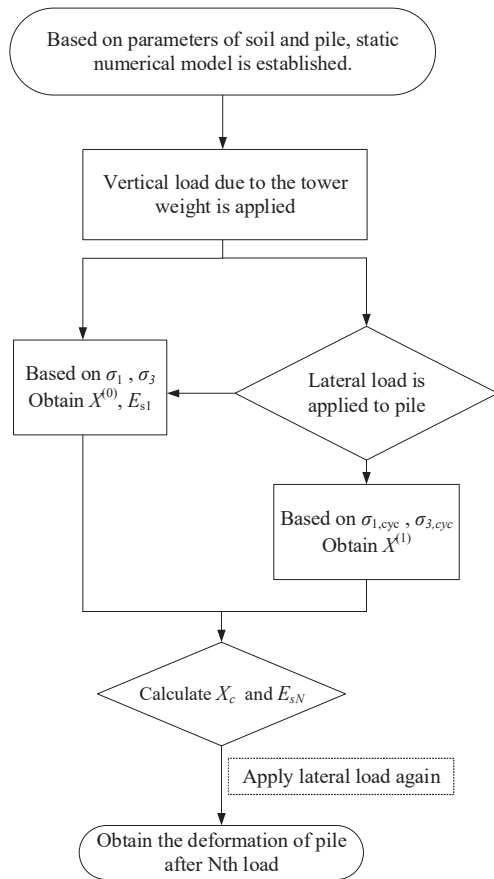 Based on parameters of soil and pile, static
numerical model is established.
Vertical load due to the tower
weight is applied
Based on σ₁ , σ₃
Obtain X⁽⁰⁾, Eₛ₁
Lateral load is
applied to pile
Based on σ₁,cyc , σ₃,cyc
Obtain X⁽¹⁾
Calculate X_c and E_sN
Apply lateral load again
Obtain the deformation of pile
after Nth load